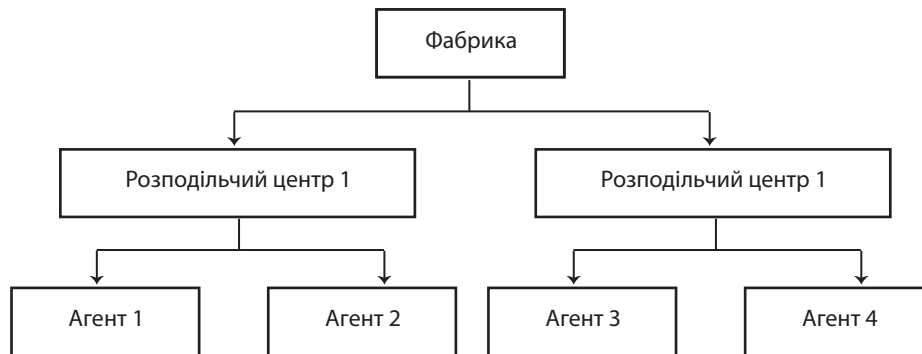 Фабрика
Розподільчий центр 1
Розподільчий центр 1
Агент 1
Агент 2
Агент 3
Агент 4